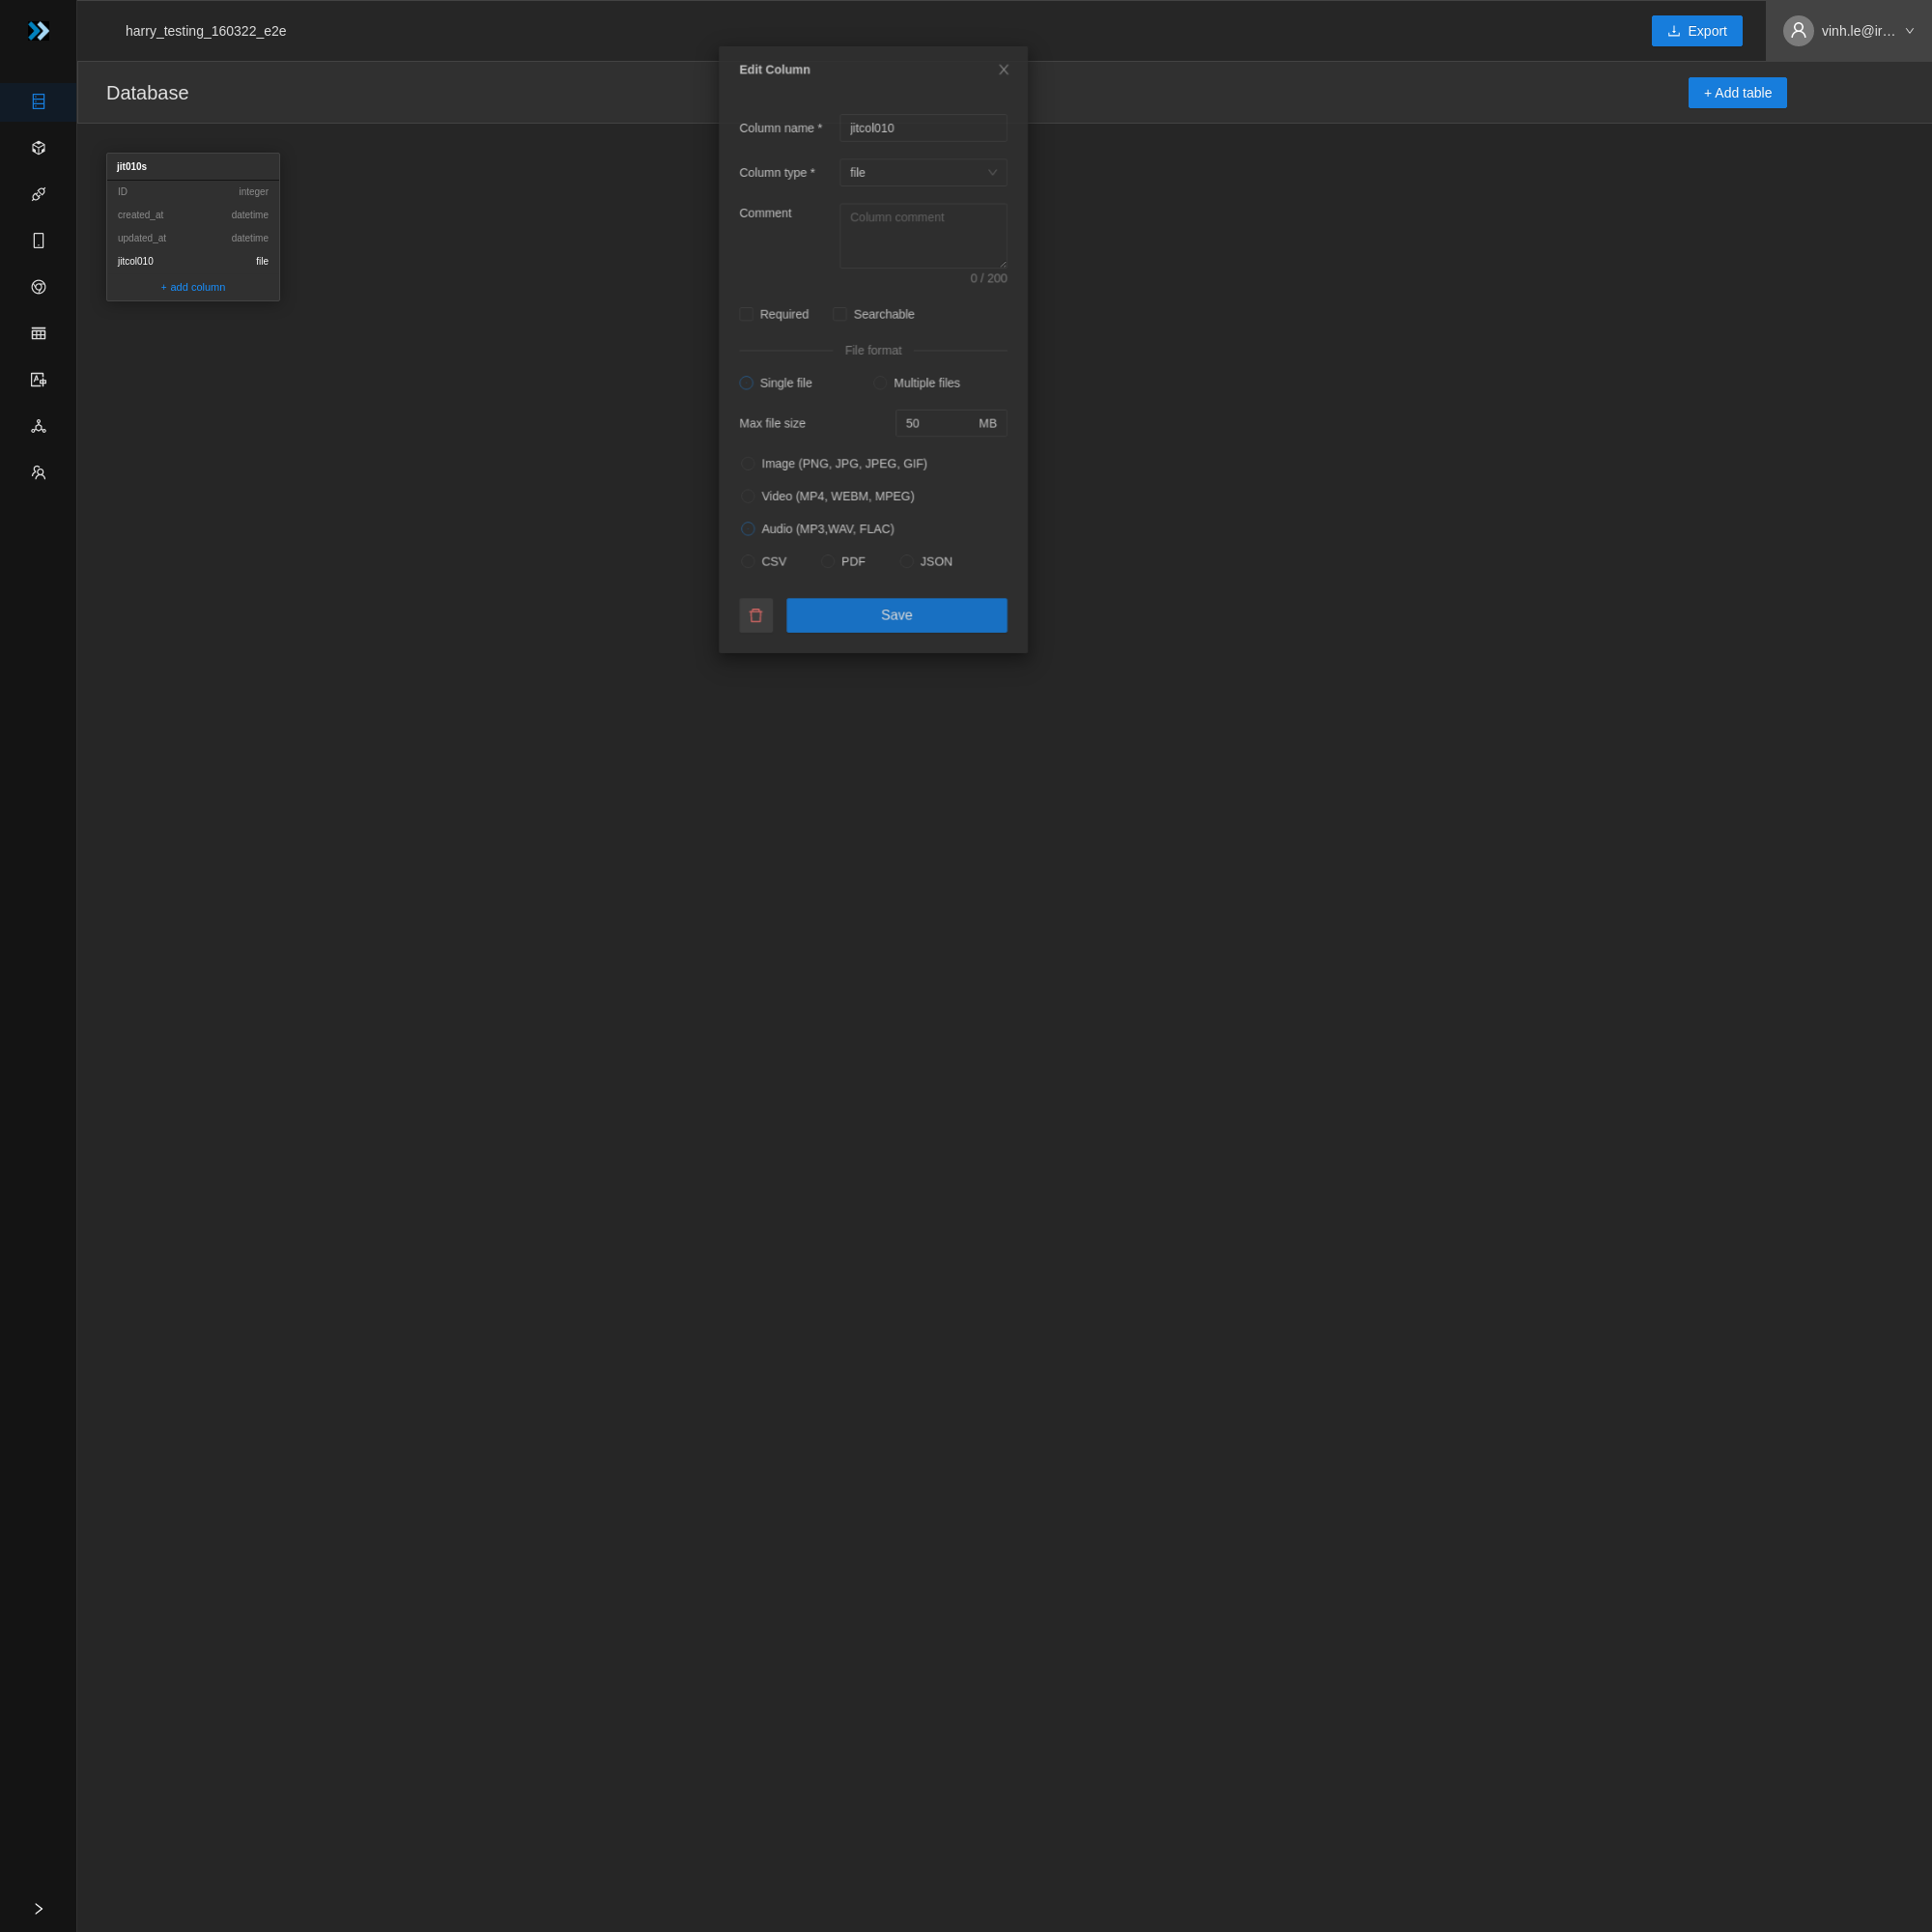 harry_testing_160322_e2e
Export
vinh.le@ir...
Database
+ Add table
jit010s
ID integer
created_at datetime
updated_at datetime
jitcol010 file
+ add column
Edit Column
Column name * jitcol010
Column type * file
Comment Column comment
0 / 200
Required Searchable
File format
Single file Multiple files
Max file size 50 MB
Image (PNG, JPG, JPEG, GIF)
Video (MP4, WEBM, MPEG)
Audio (MP3,WAV, FLAC)
CSV PDF JSON
Save